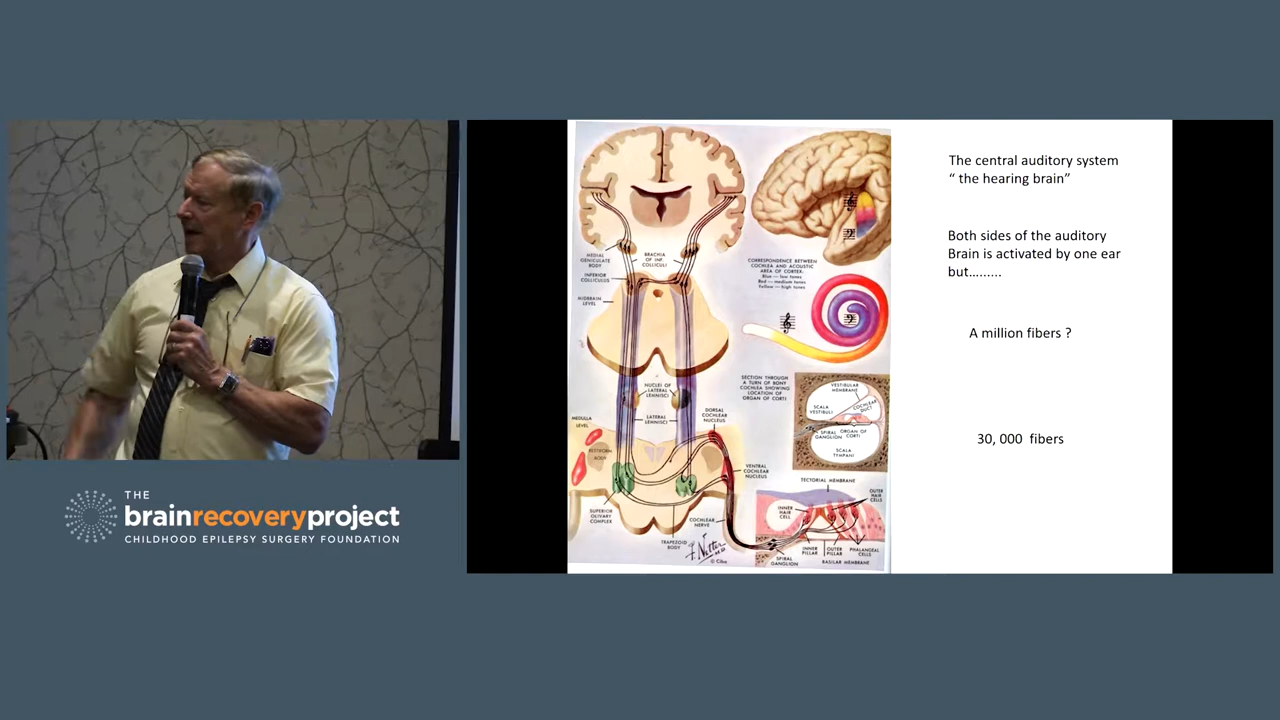 THE
brainrecoveryproject
CHILDHOOD EPILEPSY SURGERY FOUNDATION
MEDIAL
GENICULATE
BODY
BRACHIA
OF INF.
COLLICULI
INFERIOR
COLLICULUS
MIDBRAIN
LEVEL
CORRESPONDENCE BETWEEN
COCHLEA AND ACOUSTIC
AREA OF CORTEX:
Blue — low tones
Red — medium tones
Yellow — high tones
NUCLEI OF
LATERAL
LEMNISCI
LATERAL
LEMNISCI
MEDULLA
LEVEL
RESTIFORM
BODY
DORSAL
COCHLEAR
NUCLEUS
VENTRAL
COCHLEAR
NUCLEUS
SUPERIOR
OLIVARY
COMPLEX
COCHLEAR
NERVE
TRAPEZOID
BODY
F. Netter
M.D.
© Ciba
SECTION THROUGH
A TURN OF BONY
COCHLEA SHOWING
LOCATION OF
ORGAN OF CORTI
VESTIBULAR
MEMBRANE
SCALA
VESTIBULI
COCHLEAR
DUCT
SPIRAL
GANGLION
ORGAN OF
CORTI
SCALA
TYMPANI
TECTORIAL MEMBRANE
OUTER
HAIR
CELLS
INNER
HAIR
CELL
INNER
PILLAR
OUTER
PILLAR
PHALANGEAL
CELLS
SPIRAL
GANGLION
BASILAR MEMBRANE
The central auditory system
“ the hearing brain”
Both sides of the auditory
Brain is activated by one ear
but.........
A million fibers ?
30, 000 fibers